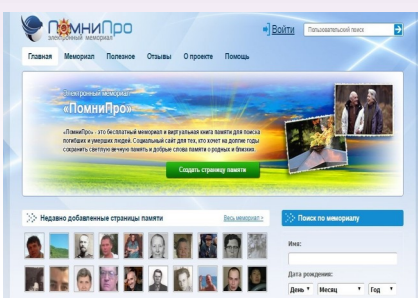 ПомниПро
электронный мемориал
Войти
Пользовательский поиск
Главная Мемориал Полезное Отзывы О проекте Помощь
Электронный мемориал
«ПомниПро»
«ПомниПро» - это бесплатный мемориал и виртуальная книга памяти для поиска
погибших и умерших людей. Социальный сайт для тех, кто хочет на долгие годы
сохранить светлую вечную память и добрые слова памяти о родных и близких.
Создать страницу памяти
Недавно добавленные страницы памяти
Весь мемориал >
Поиск по мемориалу
Имя:
Дата рождения:
День Месяц Год